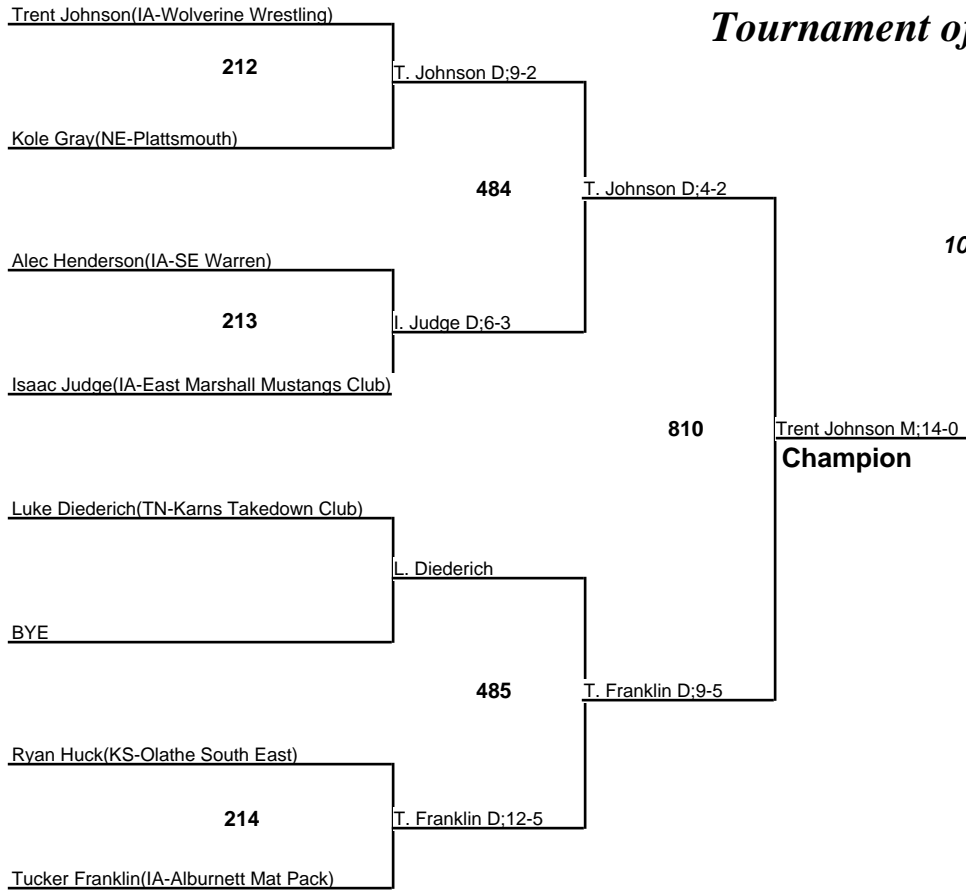 Trent Johnson(IA-Wolverine Wrestling)
Tournament of
212
T. Johnson D;9-2
Kole Gray(NE-Plattsmouth)
484
T. Johnson D;4-2
10
Alec Henderson(IA-SE Warren)
213
I. Judge D;6-3
Isaac Judge(IA-East Marshall Mustangs Club)
810
Trent Johnson M;14-0
Champion
Luke Diederich(TN-Karns Takedown Club)
L. Diederich
BYE
485
T. Franklin D;9-5
Ryan Huck(KS-Olathe South East)
214
T. Franklin D;12-5
Tucker Franklin(IA-Alburnett Mat Pack)